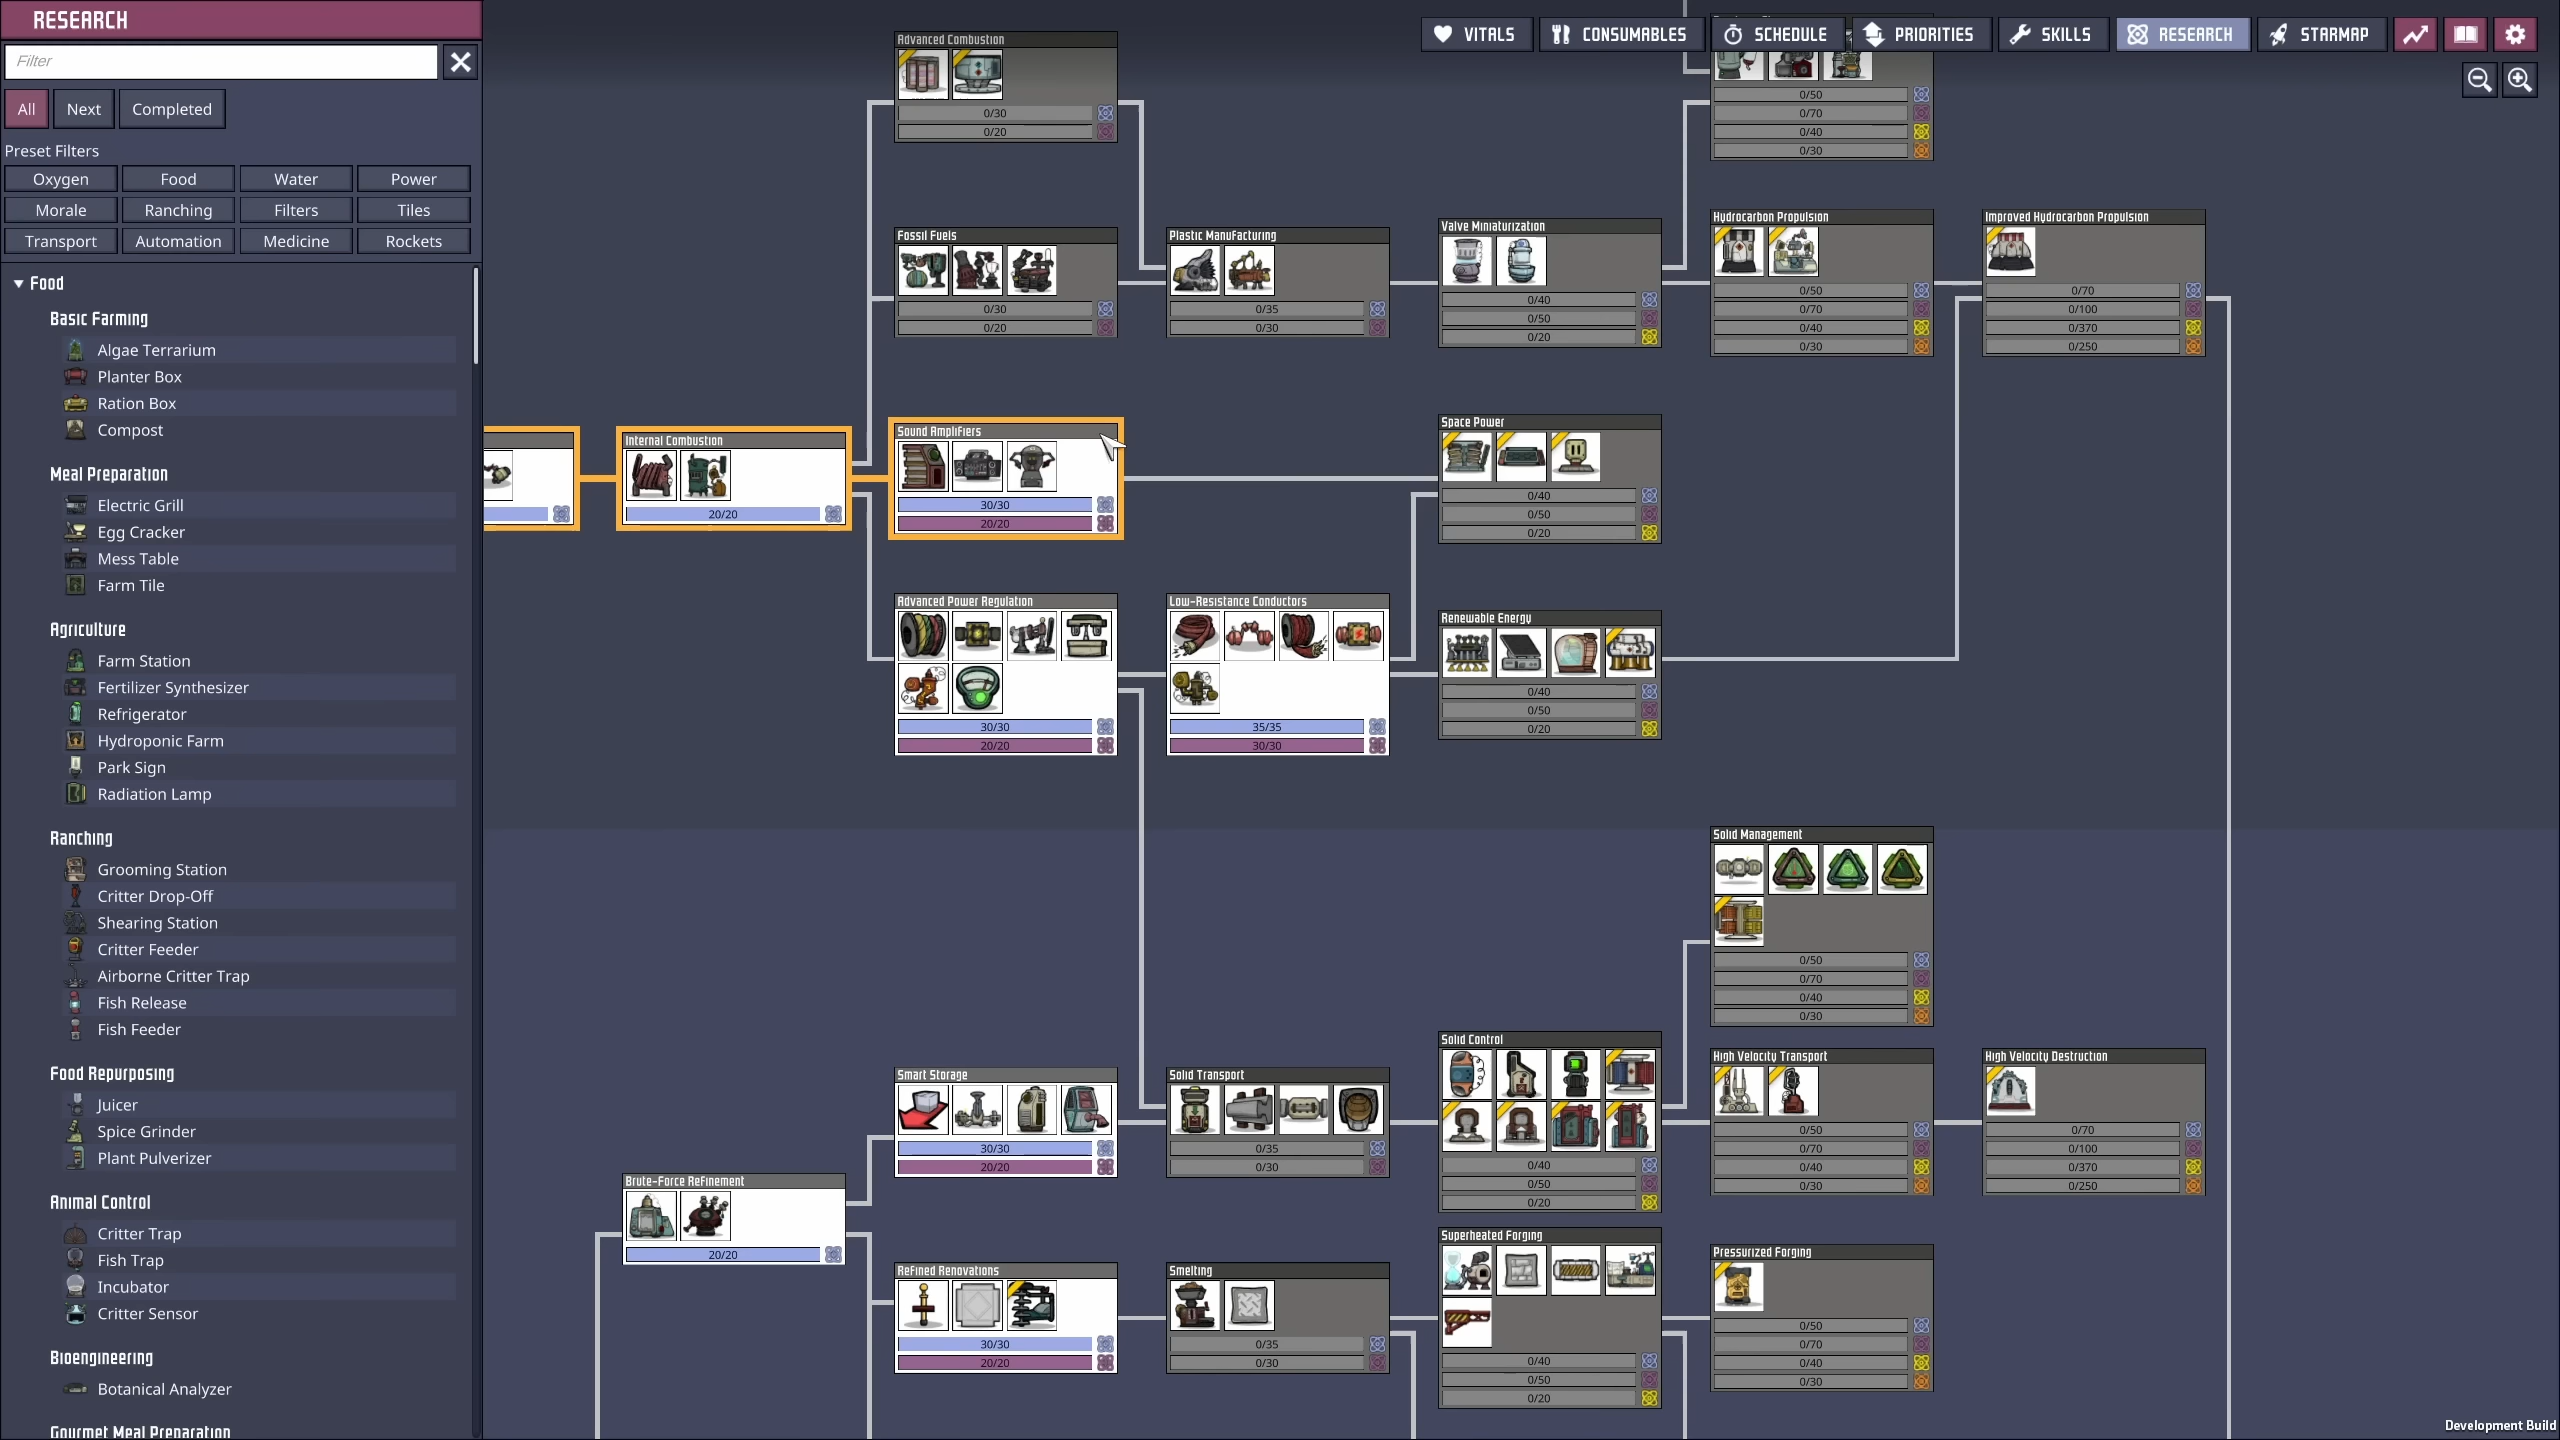 RESEARCH
VITALS
CONSUMABLES
SCHEDULE
PRIORITIES
SKILLS
RESEARCH
STARMAP
Filter
All
Next
Completed
Preset Filters
Oxygen
Food
Water
Power
Morale
Ranching
Filters
Tiles
Transport
Automation
Medicine
Rockets
Food
Basic Farming
Algae Terrarium
Planter Box
Ration Box
Compost
Meal Preparation
Electric Grill
Egg Cracker
Mess Table
Farm Tile
Agriculture
Farm Station
Fertilizer Synthesizer
Refrigerator
Hydroponic Farm
Park Sign
Radiation Lamp
Ranching
Grooming Station
Critter Drop-Off
Shearing Station
Critter Feeder
Airborne Critter Trap
Fish Release
Fish Feeder
Food Repurposing
Juicer
Spice Grinder
Plant Pulverizer
Animal Control
Critter Trap
Fish Trap
Incubator
Critter Sensor
Bioengineering
Botanical Analyzer
Gourmet Meal Preparation
Advanced Combustion
0/30
0/20
0/50
0/70
0/40
0/30
Fossil Fuels
0/30
0/20
Plastic Manufacturing
0/35
0/30
Valve Miniaturization
0/40
0/50
0/20
Hydrocarbon Propulsion
0/50
0/70
0/40
0/30
Improved Hydrocarbon Propulsion
0/70
0/100
0/370
0/250
Internal Combustion
20/20
Sound Amplifiers
30/30
20/20
Space Power
0/40
0/50
0/20
Advanced Power Regulation
30/30
20/20
Low-Resistance Conductors
35/35
30/30
Renewable Energy
0/40
0/50
0/20
Solid Management
0/50
0/70
0/40
0/30
Smart Storage
30/30
20/20
Solid Transport
0/35
0/30
Solid Control
0/40
0/50
0/20
High Velocity Transport
0/50
0/70
0/40
0/30
High Velocity Destruction
0/70
0/100
0/370
0/250
Brute-Force Refinement
20/20
Refined Renovations
30/30
20/20
Smelting
0/35
0/30
Superheated Forging
0/40
0/50
0/20
Pressurized Forging
0/50
0/70
0/40
0/30
Development Build